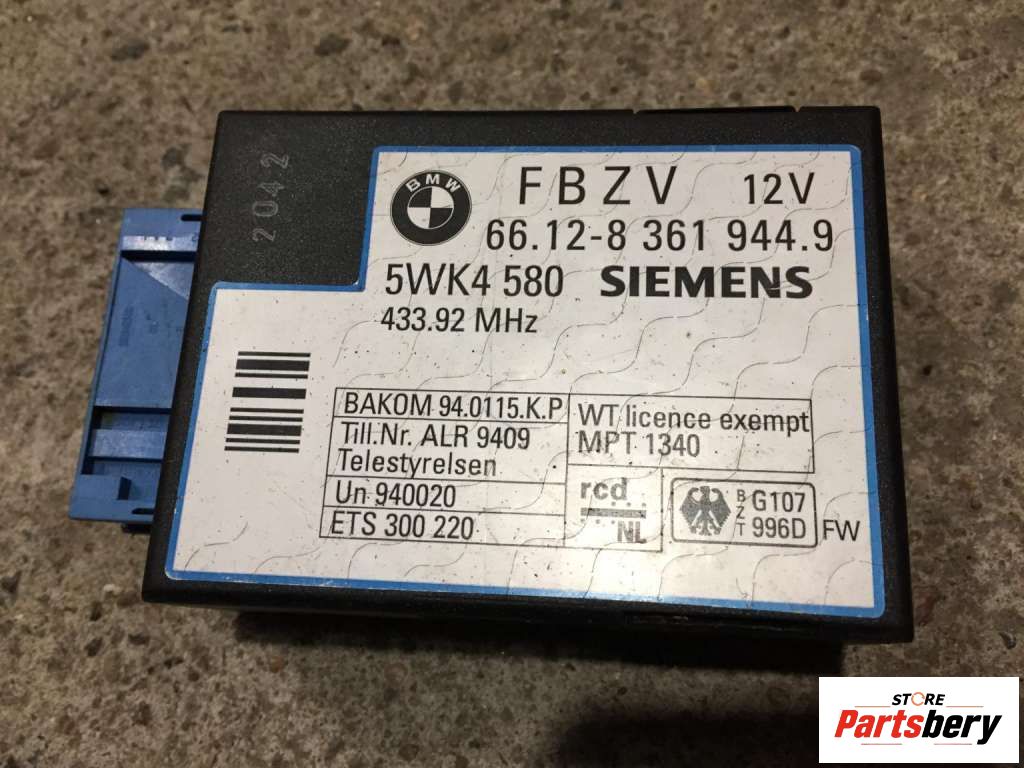 2042
BMW
FBZV 12V
66.12-8 361 944.9
5WK4 580 SIEMENS
433.92 MHz
BAKOM 94.0115.K.P
Till.Nr. ALR 9409
Telestyrelsen
Un 940020
ETS 300 220
WT licence exempt
MPT 1340
rcd
NL
BZT G107
996D
FW
STORE
Partsbery